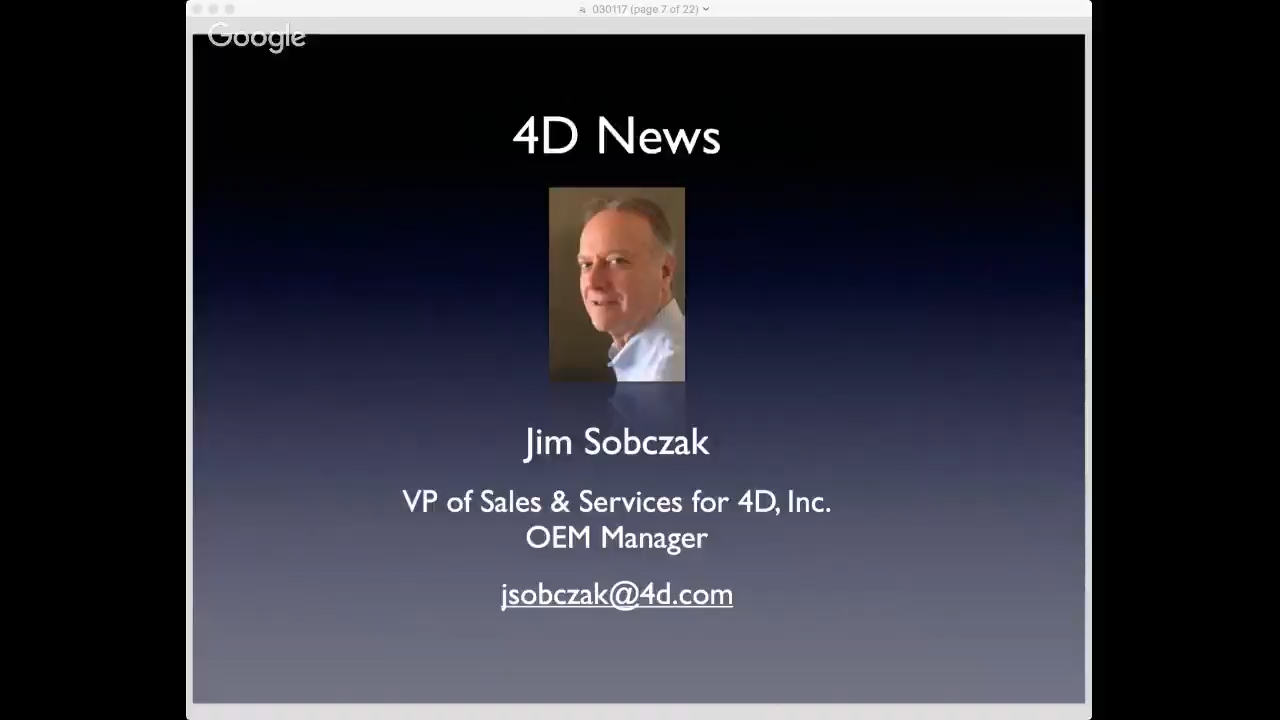 030117 (page 7 of 22)
Google
4D News
Jim Sobczak
VP of Sales & Services for 4D, Inc.
OEM Manager
jsobczak@4d.com